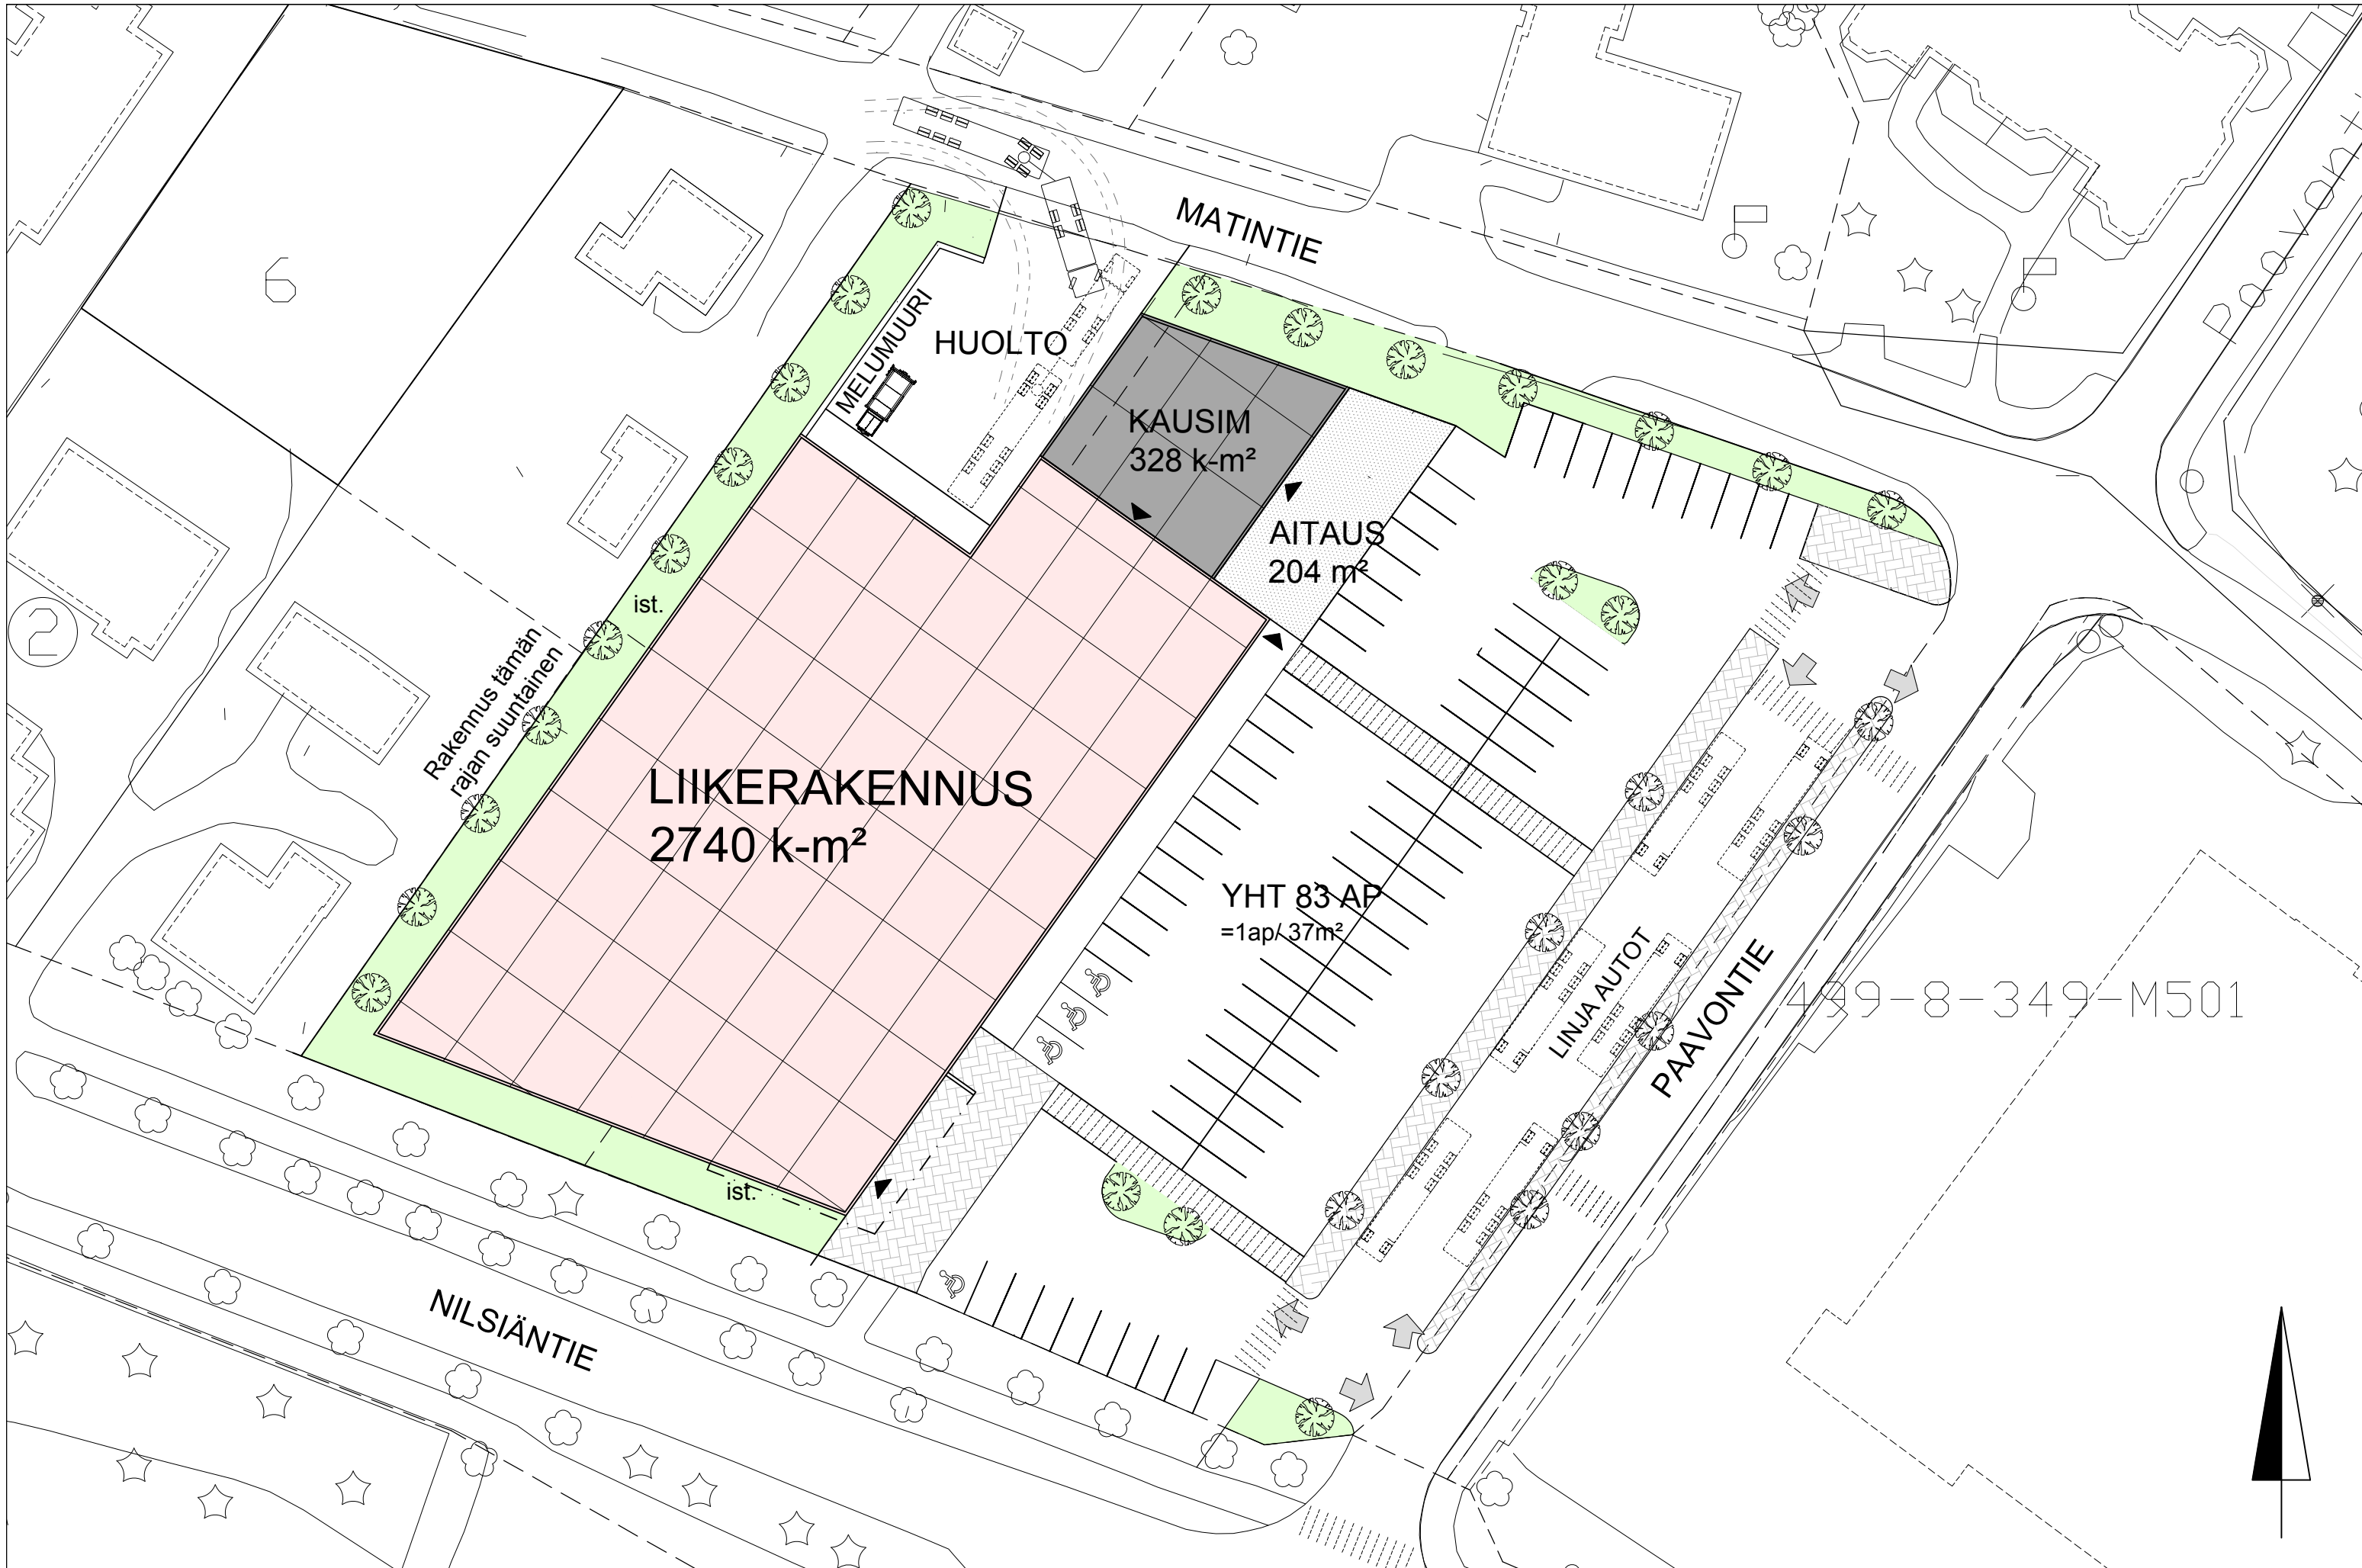 MATINTIE
PAAVO
6
MELUMUURI
HUOLTO
KAUSIM
328 k-m²
AITAUS
204 m²
ist.
2
Rakennus tämän
rajan suuntainen
LIIKERAKENNUS
2740 k-m²
YHT 83 AP
=1ap/ 37m²
LINJA AUTOT
PAAVONTIE
499-8-349-M501
ist.
NILSIÄNTIE